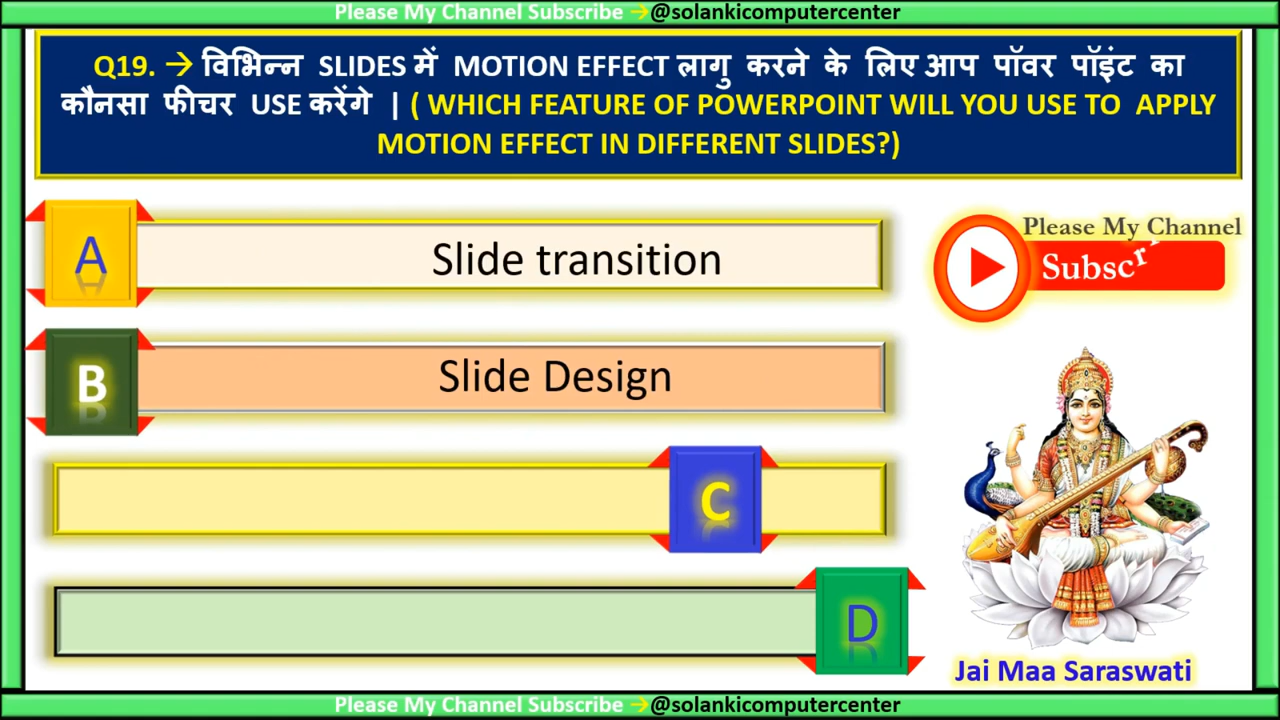 Please My Channel Subscribe →@solankicomputercenter
Q19. → विभिन्न SLIDES में MOTION EFFECT लागु करने के लिए आप पॉवर पॉइंट का
कौनसा फीचर USE करेंगे | ( WHICH FEATURE OF POWERPOINT WILL YOU USE TO APPLY
MOTION EFFECT IN DIFFERENT SLIDES?)
A
Slide transition
Please My Channel
Subscr
B
Slide Design
C
D
Jai Maa Saraswati
Please My Channel Subscribe →@solankicomputercenter